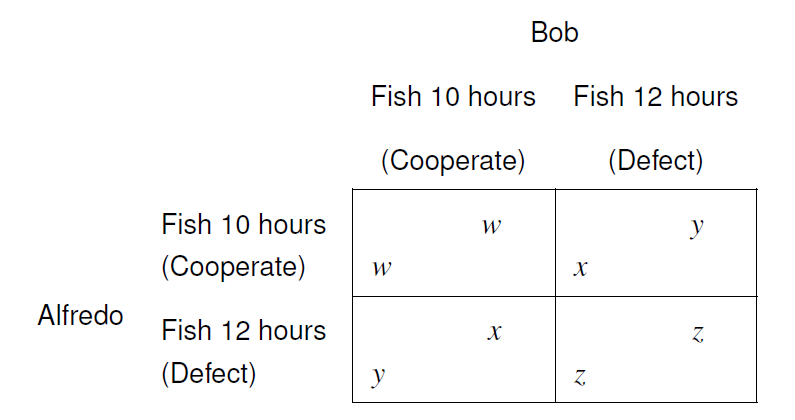 Bob
Fish 10 hours Fish 12 hours
(Cooperate) (Defect)
Fish 10 hours w y
(Cooperate) w x
Alfredo
Fish 12 hours x z
(Defect) y z